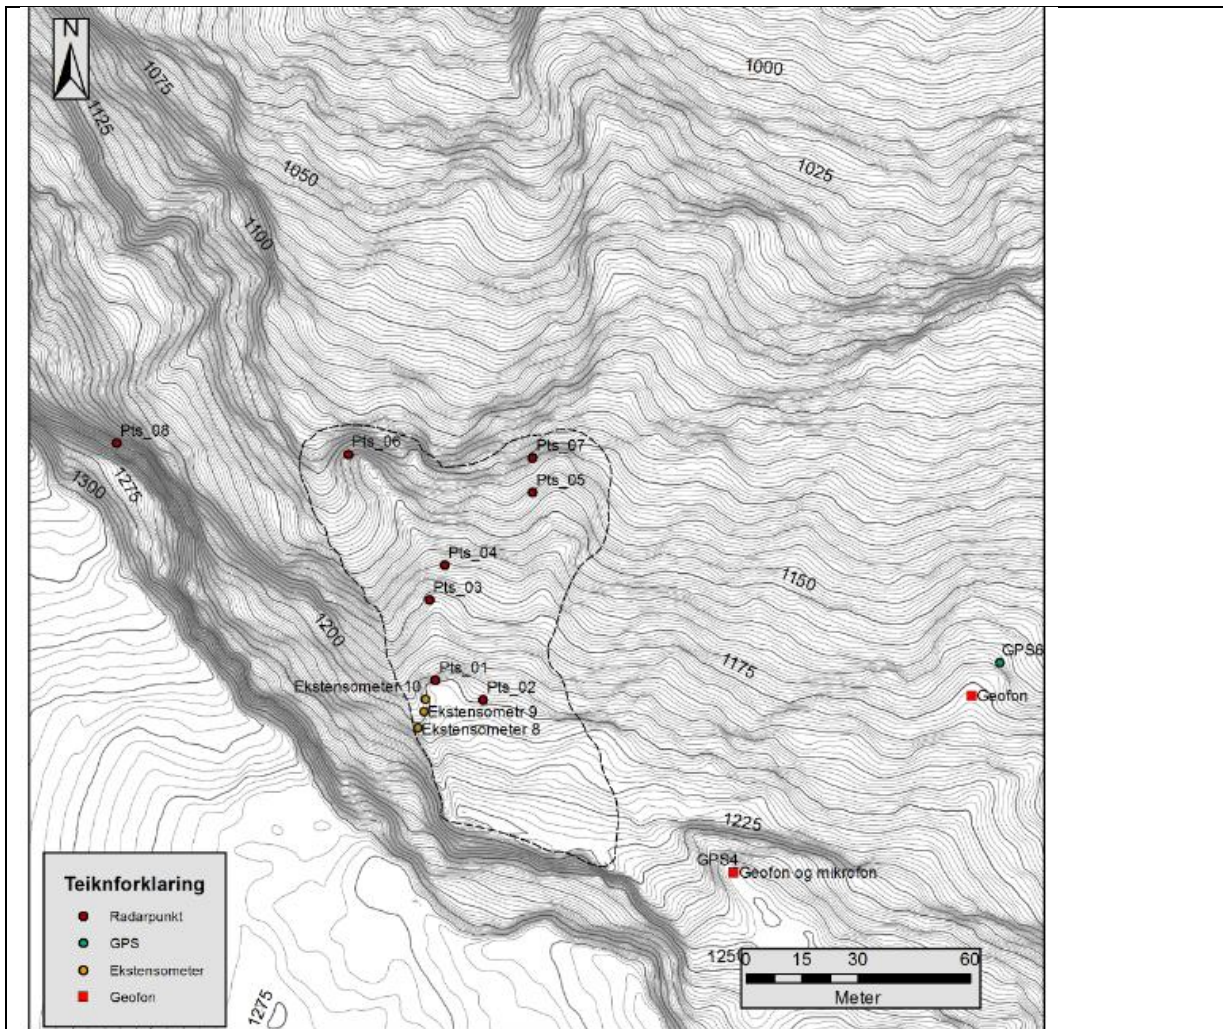 N
1000
1075
1125
1025
1050
1100
Pts_08
Pts_06
Pts_07
1300
1275
Pts_05
Pts_04
1150
Pts_03
1200
GPS6
Pts_01
1175
Ekstensometer 10
Pts_02
Geofon
Ekstensometr 9
Ekstensometer 8
1225
GPS4
Geofon og mikrofon
Teiknforklaring
Radarpunkt
GPS
Ekstensometer
Geofon
1250
0 15 30 60
Meter
1275